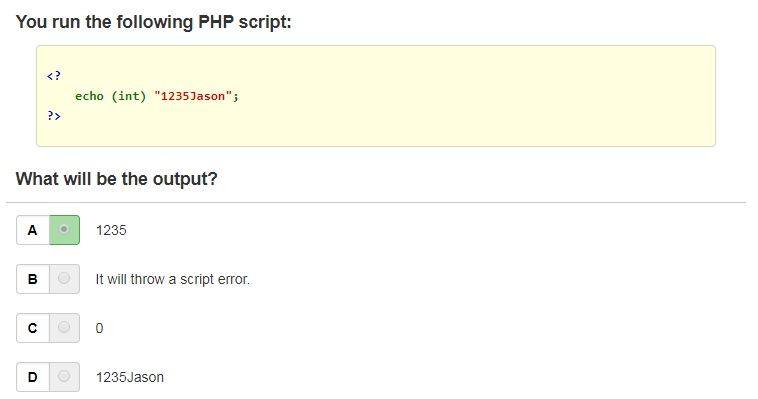 You run the following PHP script:
<?
echo (int) "1235Jason";
?>
What will be the output?
A 1235
B It will throw a script error.
C 0
D 1235Jason